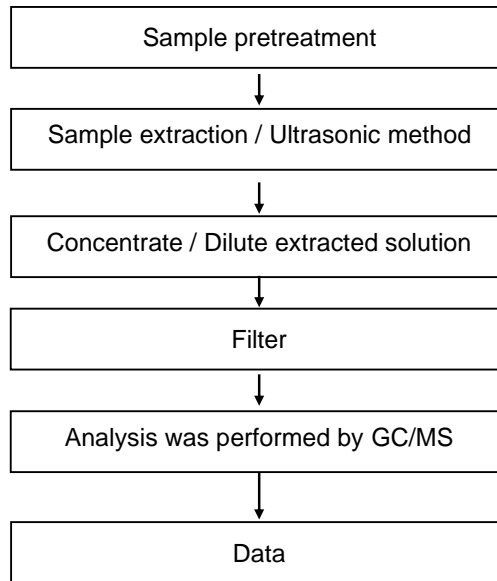 Sample pretreatment
Sample extraction / Ultrasonic method
Concentrate / Dilute extracted solution
Filter
Analysis was performed by GC/MS
Data